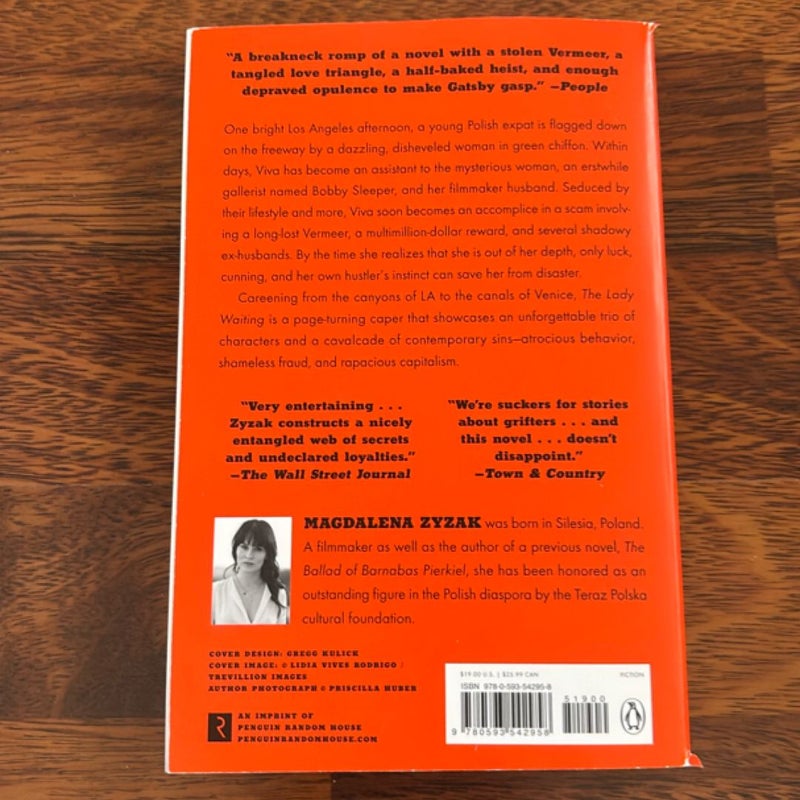 “A breakneck romp of a novel with a stolen Vermeer, a
tangled love triangle, a half-baked heist, and enough
depraved opulence to make Gatsby gasp.” —People
One bright Los Angeles afternoon, a young Polish expat is flagged down
on the freeway by a dazzling, disheveled woman in green chiffon. Within
days, Viva has become an assistant to the mysterious woman, an erstwhile
gallerist named Bobby Sleeper, and her filmmaker husband. Seduced by
their lifestyle and more, Viva soon becomes an accomplice in a scam involv-
ing a long-lost Vermeer, a multimillion-dollar reward, and several shadowy
ex-husbands. By the time she realizes that she is out of her depth, only luck,
cunning, and her own hustler’s instinct can save her from disaster.
Careening from the canyons of LA to the canals of Venice, The Lady
Waiting is a page-turning caper that showcases an unforgettable trio of
characters and a cavalcade of contemporary sins—atrocious behavior,
shameless fraud, and rapacious capitalism.
“Very entertaining . . .
Zyzak constructs a nicely
entangled web of secrets
and undeclared loyalties.”
—The Wall Street Journal
“We’re suckers for stories
about grifters . . . and
this novel . . . doesn’t
disappoint.”
—Town & Country
MAGDALENA ZYZAK was born in Silesia, Poland.
A filmmaker as well as the author of a previous novel, The
Ballad of Barnabas Pierkiel, she has been honored as an
outstanding figure in the Polish diaspora by the Teraz Polska
cultural foundation.
COVER DESIGN: GREGG KULICK
COVER IMAGE: © LIDIA VIVES RODRIGO /
TREVILLION IMAGES
AUTHOR PHOTOGRAPH © PRISCILLA HUBER
R
AN IMPRINT OF
PENGUIN RANDOM HOUSE
PENGUINRANDOMHOUSE.COM
$19.00 U.S. | $25.99 CAN
FICTION
ISBN 978-0-593-54295-8
51900
9 780593 542958